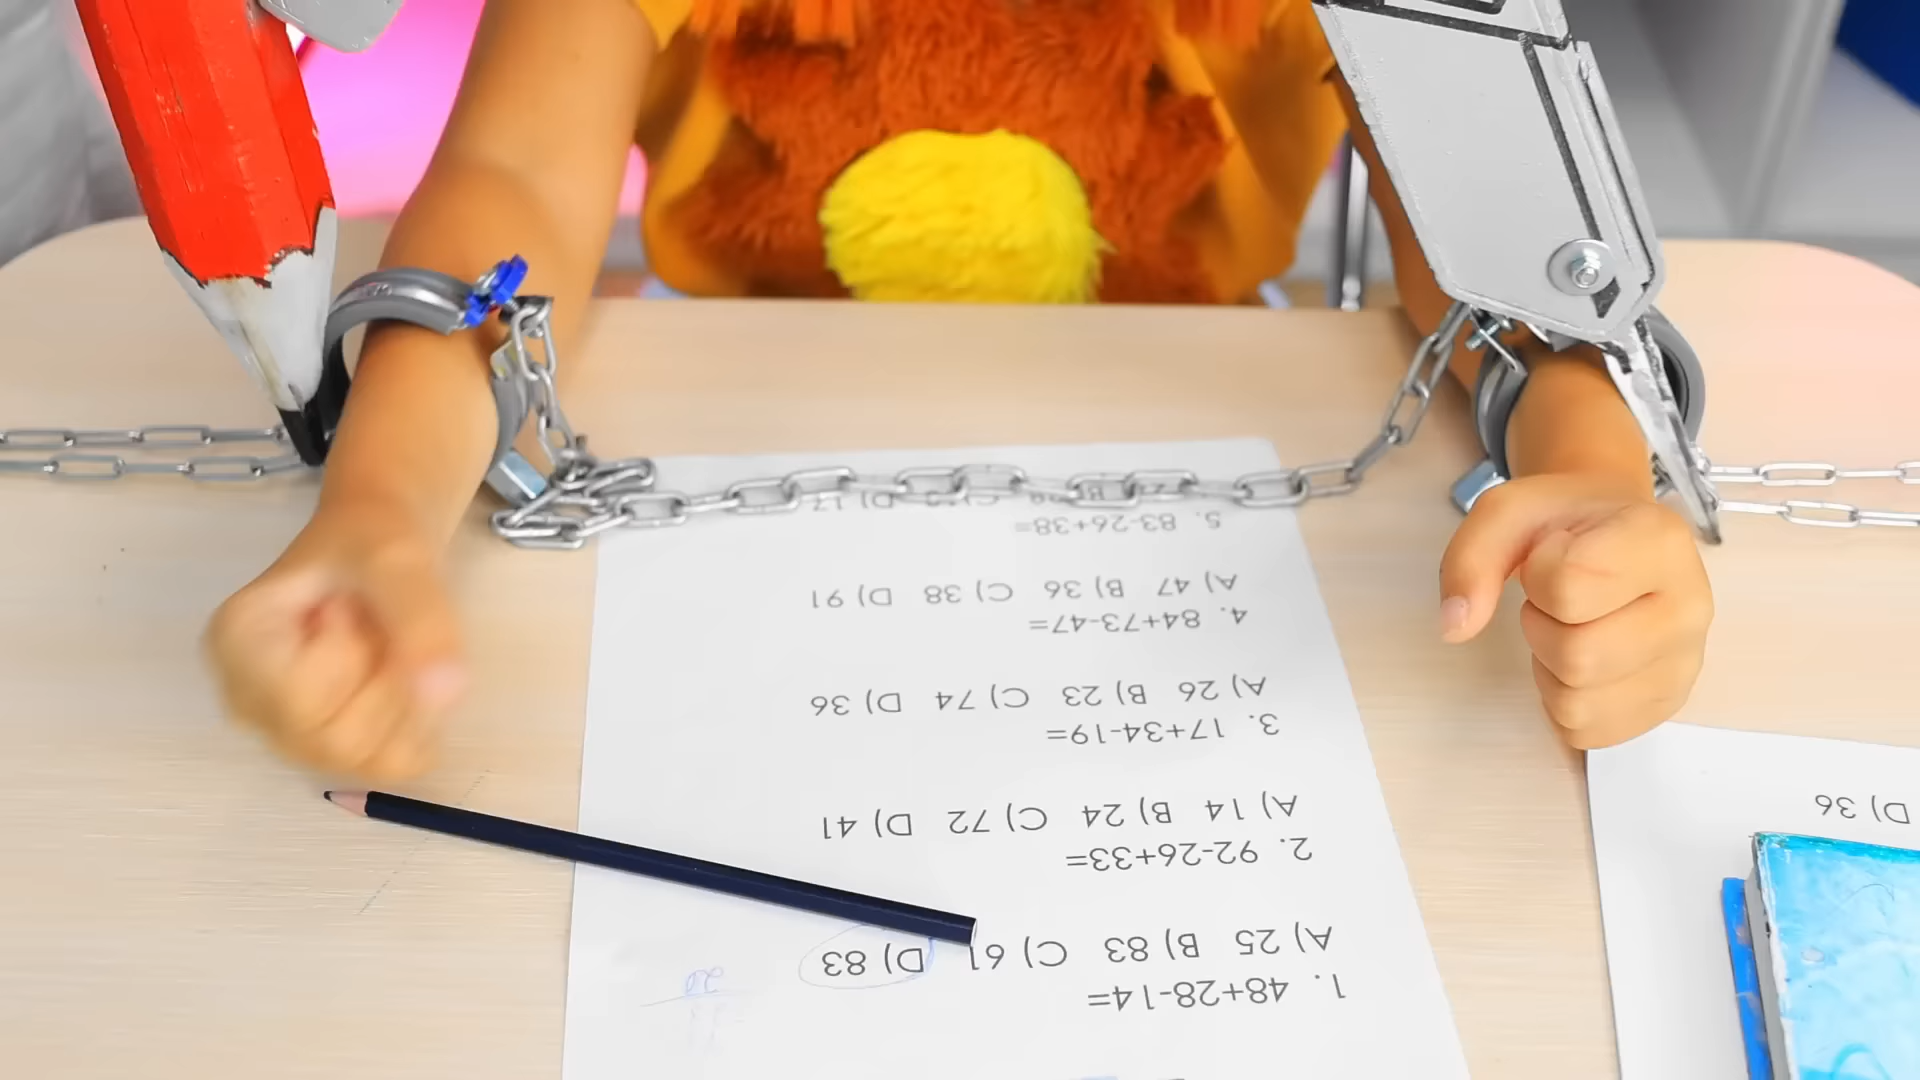 1. 48+28-14=
A) 25 B) 83 C) 61 D) 83
2. 92-26+33=
A) 14 B) 24 C) 72 D) 41
3. 17+34-19=
A) 26 B) 23 C) 74 D) 36
4. 84+73-47=
A) 47 B) 36 C) 38 D) 91
5. 83-26+38=
D) 17
D) 36